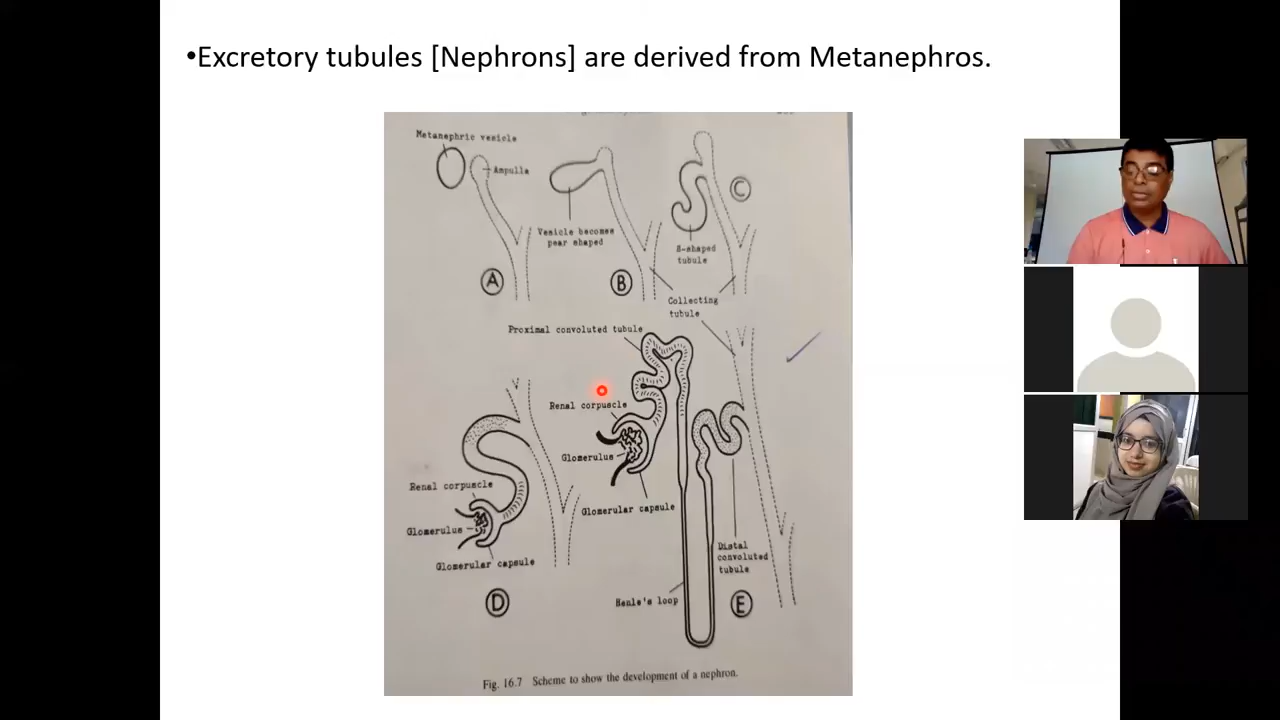 •Excretory tubules [Nephrons] are derived from Metanephros.
Metanephric vesicle
Ampulla
Vesicle becomes
pear shaped
S-shaped
tubule
A
B
C
Collecting
tubule
Proximal convoluted tubule
Renal corpuscle
Glomerulus
Glomerular capsule
Renal corpuscle
Glomerulus
Glomerular capsule
Distal
convoluted
tubule
Henle's loop
D
E
Fig. 16.7 Scheme to show the development of a nephron.